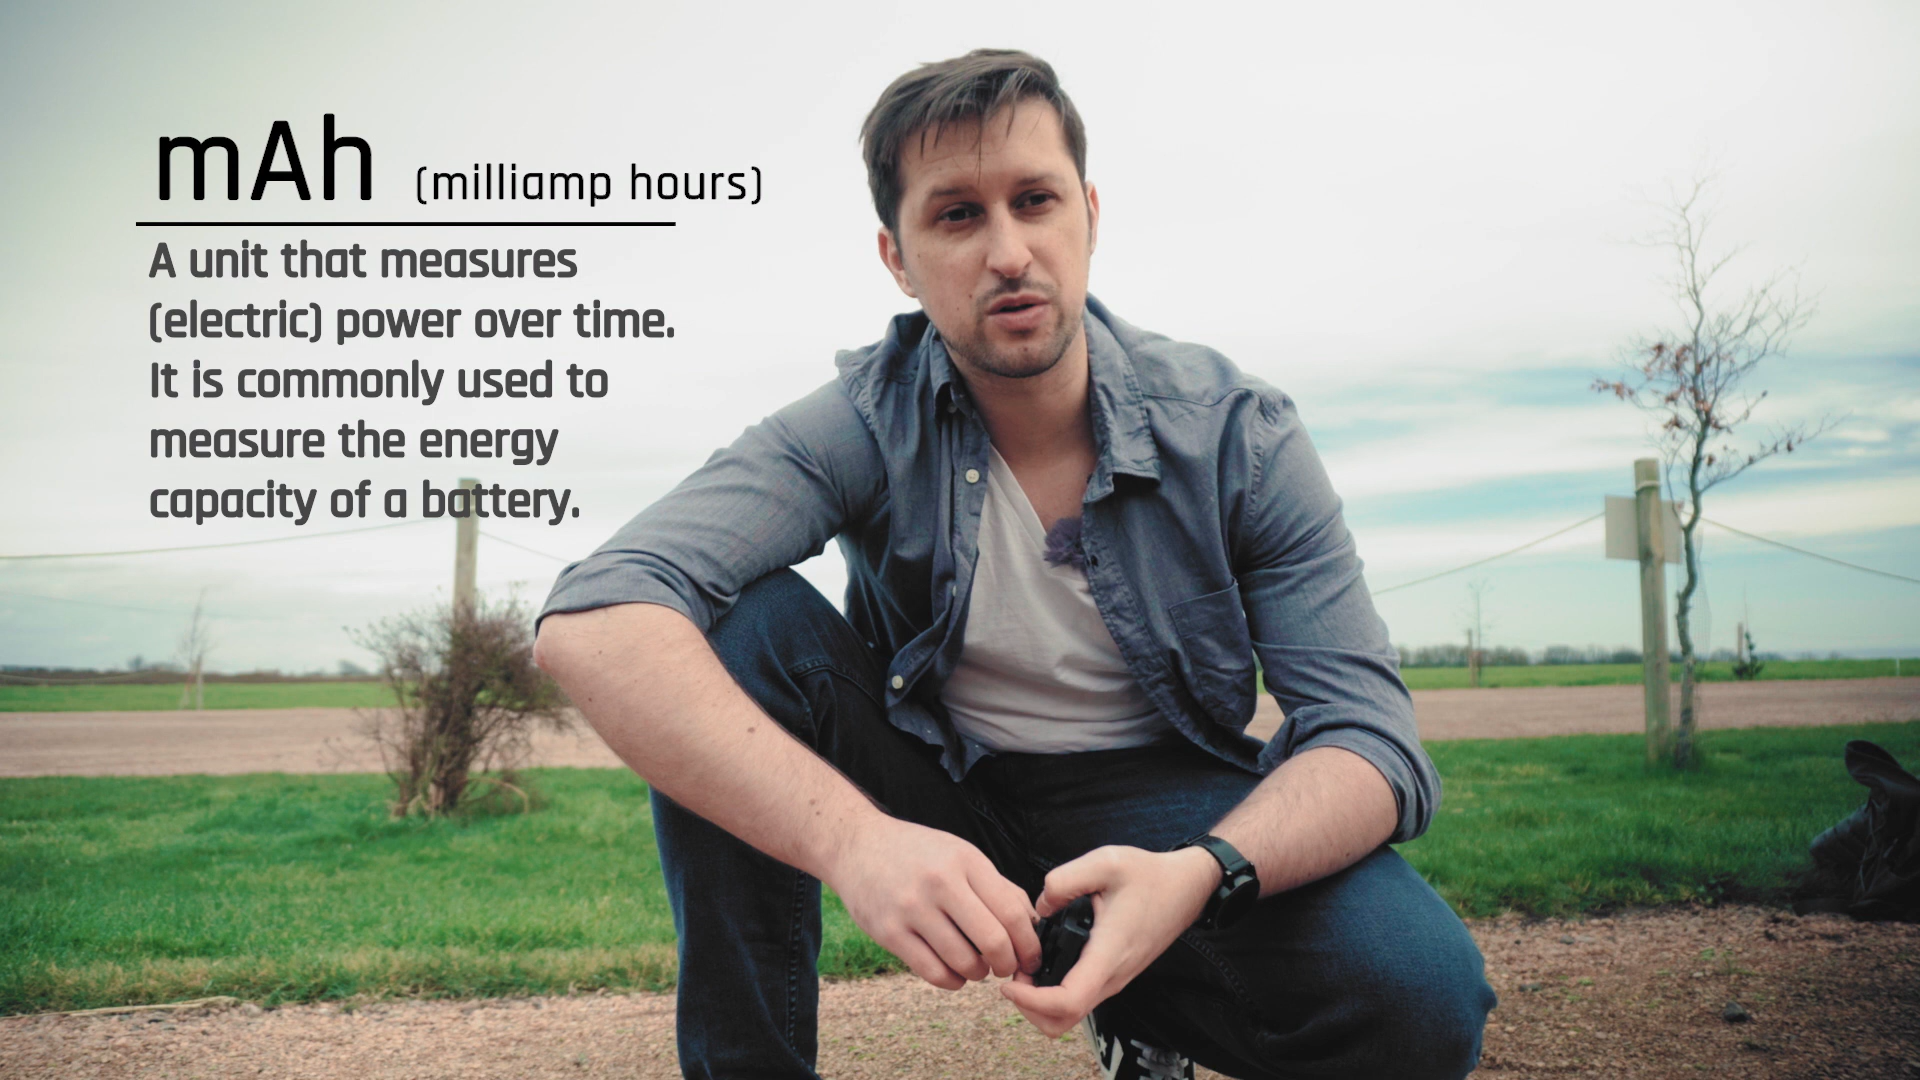 mAh (milliamp hours)
A unit that measures
(electric) power over time.
It is commonly used to
measure the energy
capacity of a battery.